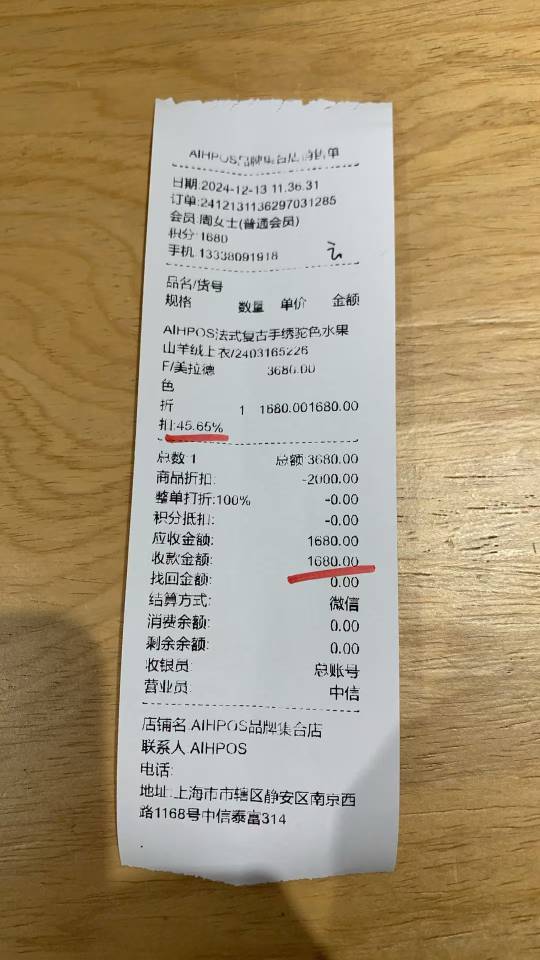 AIHPOS品牌集合店 销售单
日期:2024-12-13 11.36.31
订单:2412131136297031285
会员:周女士(普通会员)
积分:1680
手机 13338091918
品名/货号
规格 数量 单价 金额
AIHPOS法式复古手绣驼色水果
山羊绒上衣/2403165226
F/美拉德 3680.00
色
折 1 1680.001680.00
扣:45.65%
总数:1 总额:3680.00
商品折扣: -2000.00
整单打折:100% -0.00
积分抵扣: -0.00
应收金额: 1680.00
收款金额: 1680.00
找回金额: 0.00
结算方式: 微信
消费余额: 0.00
剩余余额: 0.00
收银员: 总账号
营业员: 中信
店铺名 AIHPOS品牌集合店
联系人 AIHPOS
电话:
地址:上海市市辖区静安区南京西
路1168号中信泰富314